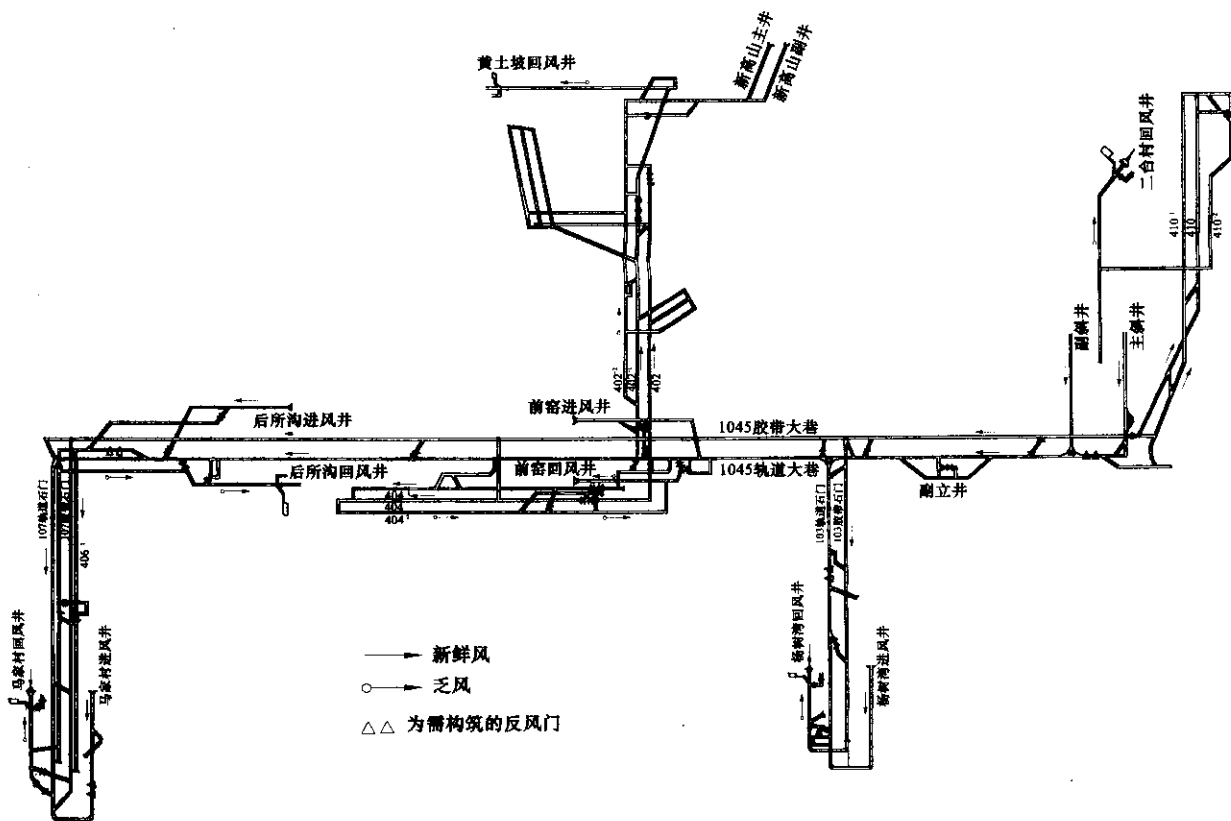 黄土坡回风井
新高山主井
新高山副井
二台村回风井
410⁻¹
410
410⁻²
副斜井
主斜井
402⁻²
402⁻¹
402
后所沟进风井
前窑进风井
1045胶带大巷
后所沟回风井
前窑回风井
1045轨道大巷
副立井
404
404⁻¹
107轨道石门
406⁻¹
103轨道石门
103胶带石门
马家村回风井
马家村进风井
杨树湾回风井
杨树湾进风井
新鲜风
乏风
△△ 为需构筑的反风门